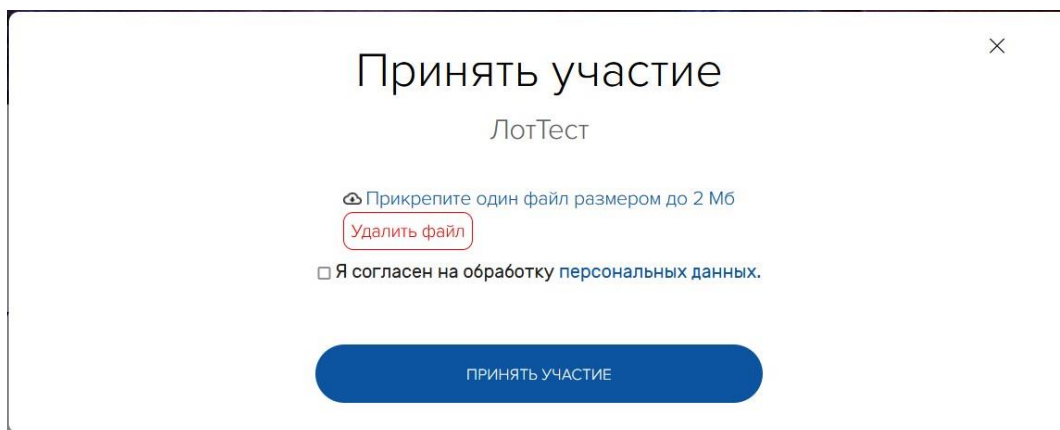 Принять участие
ЛотТест
Прикрепите один файл размером до 2 Мб
Удалить файл
Я согласен на обработку персональных данных.
ПРИНЯТЬ УЧАСТИЕ